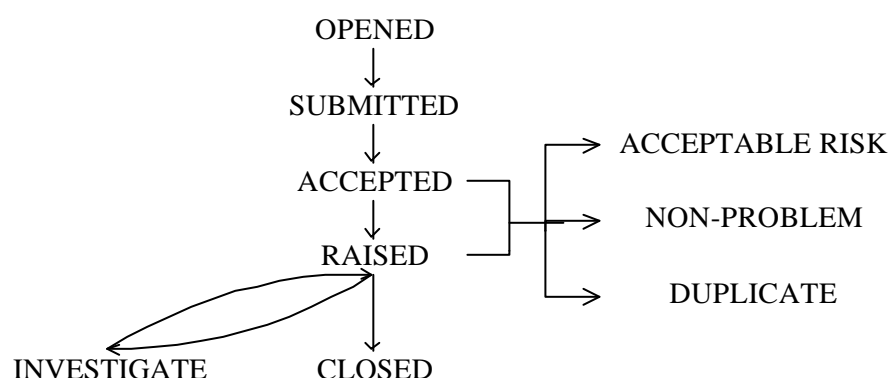 OPENED
SUBMITTED
ACCEPTABLE RISK
ACCEPTED
NON-PROBLEM
RAISED
DUPLICATE
INVESTIGATE
CLOSED